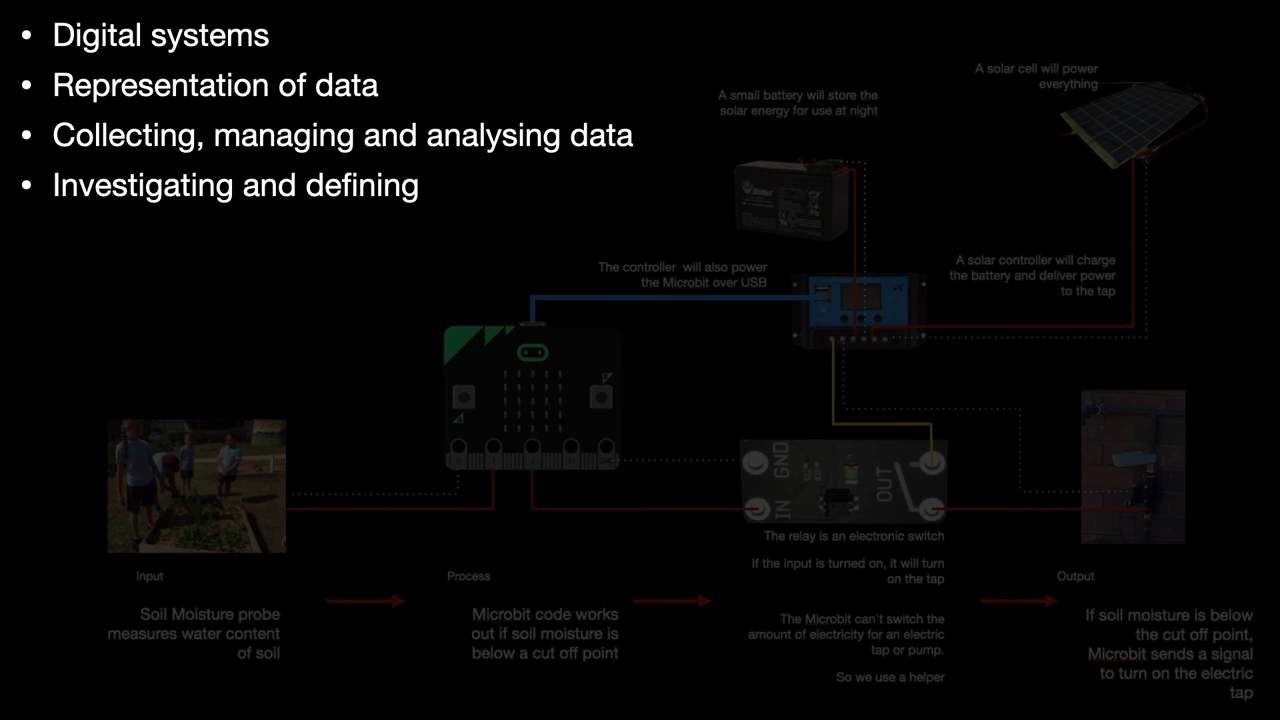 • Digital systems
• Representation of data
• Collecting, managing and analysing data
• Investigating and defining
A solar cell will power
everything
A small battery will store the
solar energy for use at night
The controller will also power
the Microbit over USB
A solar controller will charge
the battery and deliver power
to the tap
GND
IN
OUT
The relay is an electronic switch
If the input is turned on, it will turn
on the tap
The Microbit can't switch the
amount of electricity for an electric
tap or pump.
So we use a helper
Input
Soil Moisture probe
measures water content
of soil
Process
Microbit code works
out if soil moisture is
below a cut off point
Output
If soil moisture is below
the cut off point,
Microbit sends a signal
to turn on the electric
tap